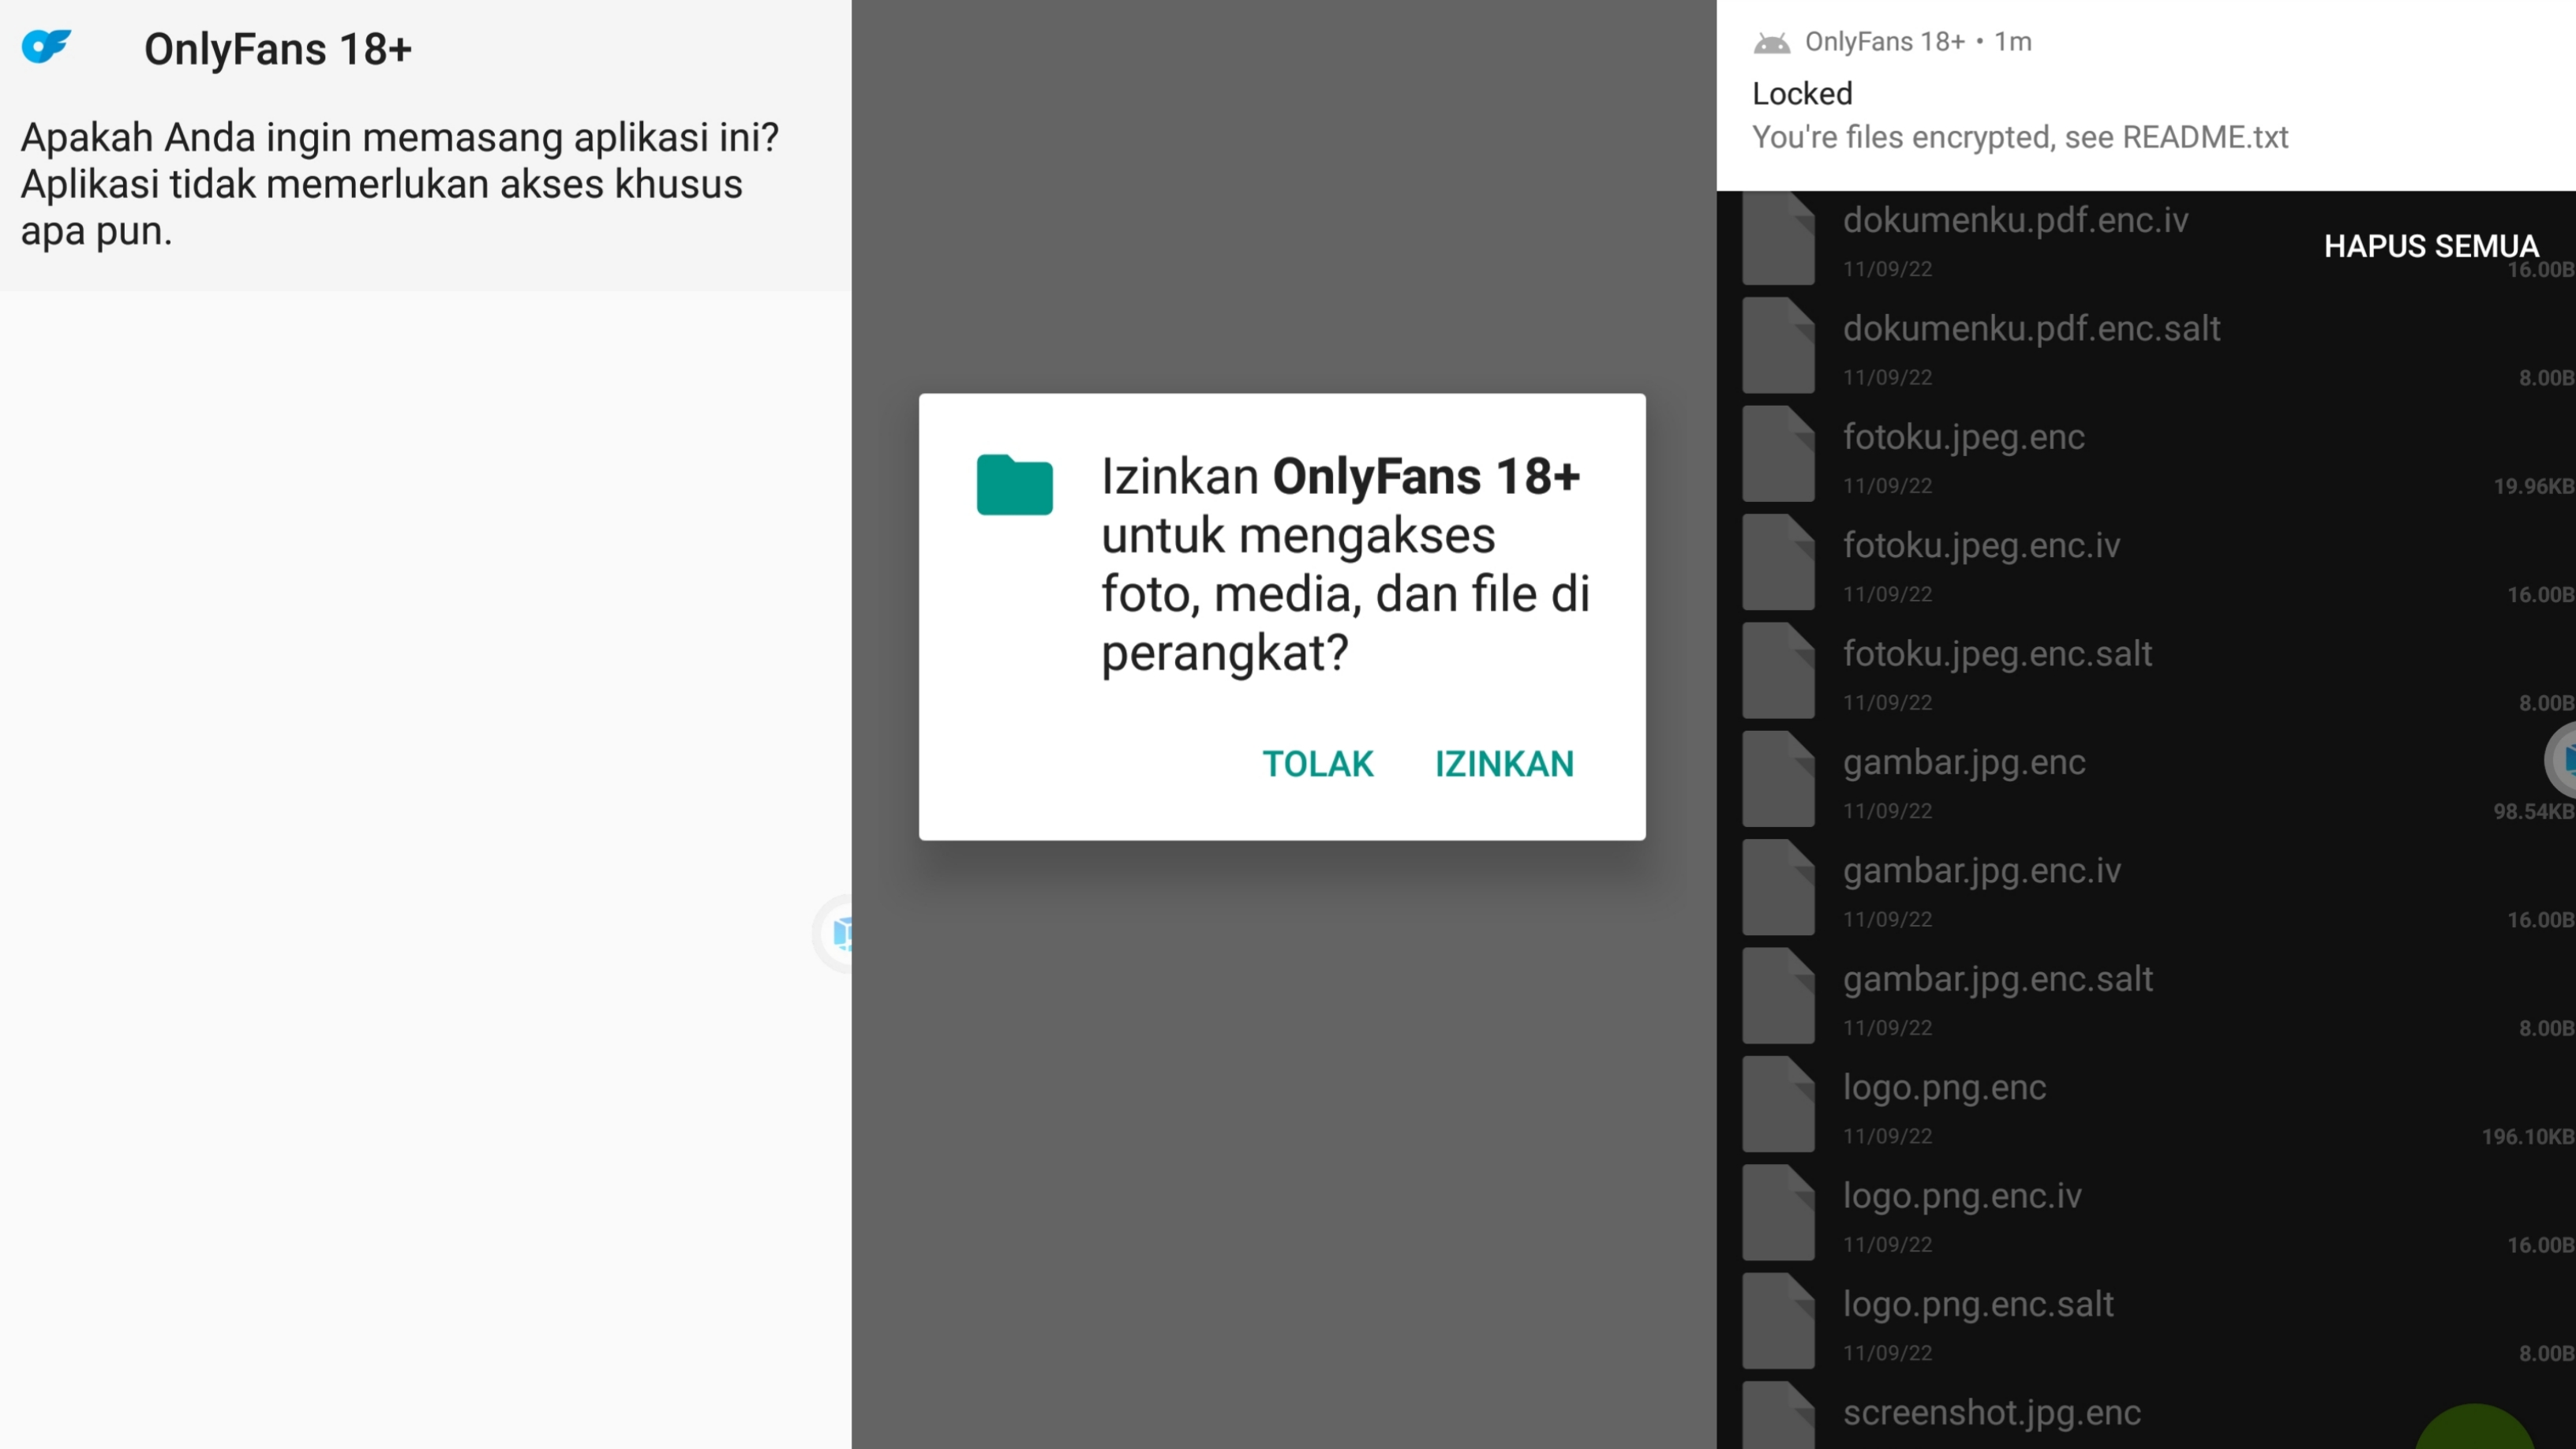 OnlyFans 18+
Apakah Anda ingin memasang aplikasi ini?
Aplikasi tidak memerlukan akses khusus
apa pun.
Izinkan OnlyFans 18+
untuk mengakses
foto, media, dan file di
perangkat?
TOLAK IZINKAN
OnlyFans 18+ • 1m
Locked
You're files encrypted, see README.txt
HAPUS SEMUA
dokumenku.pdf.enc.iv
11/09/22 16.00B
dokumenku.pdf.enc.salt
11/09/22 8.00B
fotoku.jpeg.enc
11/09/22 19.96KB
fotoku.jpeg.enc.iv
11/09/22 16.00B
fotoku.jpeg.enc.salt
11/09/22 8.00B
gambar.jpg.enc
11/09/22 98.54KB
gambar.jpg.enc.iv
11/09/22 16.00B
gambar.jpg.enc.salt
11/09/22 8.00B
logo.png.enc
11/09/22 196.10KB
logo.png.enc.iv
11/09/22 16.00B
logo.png.enc.salt
11/09/22 8.00B
screenshot.jpg.enc